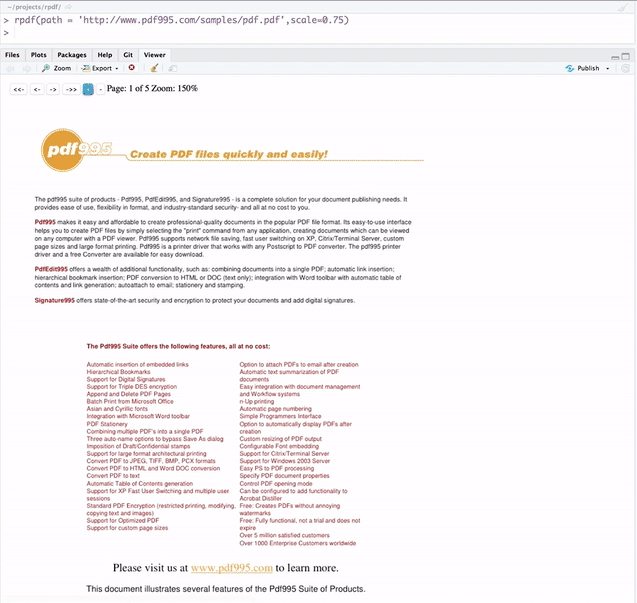 ~/projects/rpdf/
> rpdf(path = 'http://www.pdf995.com/samples/pdf.pdf',scale=0.75)
>
Files Plots Packages Help Git Viewer
Zoom Export Publish
<<- <- -> ->> + - Page: 1 of 5 Zoom: 150%
pdf995
Create PDF files quickly and easily!
The pdf995 suite of products - Pdf995, PdfEdit995, and Signature995 - is a complete solution for your document publishing needs. It
provides ease of use, flexibility in format, and industry-standard security- and all at no cost to you.
Pdf995 makes it easy and affordable to create professional-quality documents in the popular PDF file format. Its easy-to-use interface
helps you to create PDF files by simply selecting the "print" command from any application, creating documents which can be viewed
on any computer with a PDF viewer. Pdf995 supports network file saving, fast user switching on XP, Citrix/Terminal Server, custom
page sizes and large format printing. Pdf995 is a printer driver that works with any Postscript to PDF converter. The pdf995 printer
driver and a free Converter are available for easy download.
PdfEdit995 offers a wealth of additional functionality, such as: combining documents into a single PDF; automatic link insertion;
hierarchical bookmark insertion; PDF conversion to HTML or DOC (text only); integration with Word toolbar with automatic table of
contents and link generation; autoattach to email; stationery and stamping.
Signature995 offers state-of-the-art security and encryption to protect your documents and add digital signatures.
The Pdf995 Suite offers the following features, all at no cost:
Automatic insertion of embedded links
Hierarchical Bookmarks
Support for Digital Signatures
Support for Triple DES encryption
Append and Delete PDF Pages
Batch Print from Microsoft Office
Asian and Cyrillic fonts
Integration with Microsoft Word toolbar
PDF Stationery
Combining multiple PDF's into a single PDF
Three auto-name options to bypass Save As dialog
Imposition of Draft/Confidential stamps
Support for large format architectural printing
Convert PDF to JPEG, TIFF, BMP, PCX formats
Convert PDF to HTML and Word DOC conversion
Convert PDF to text
Automatic Table of Contents generation
Support for XP Fast User Switching and multiple user
sessions
Standard PDF Encryption (restricted printing, modifying,
copying text and images)
Support for Optimized PDF
Support for custom page sizes
Option to attach PDFs to email after creation
Automatic text summarization of PDF
documents
Easy integration with document management
and Workflow systems
n-Up printing
Automatic page numbering
Simple Programmers Interface
Option to automatically display PDFs after
creation
Custom resizing of PDF output
Configurable Font embedding
Support for Citrix/Terminal Server
Support for Windows 2003 Server
Easy PS to PDF processing
Specify PDF document properties
Control PDF opening mode
Can be configured to add functionality to
Acrobat Distiller
Free: Creates PDFs without annoying
watermarks
Free: Fully functional, not a trial and does not
expire
Over 5 million satisfied customers
Over 1000 Enterprise Customers worldwide
Please visit us at www.pdf995.com to learn more.
This document illustrates several features of the Pdf995 Suite of Products.